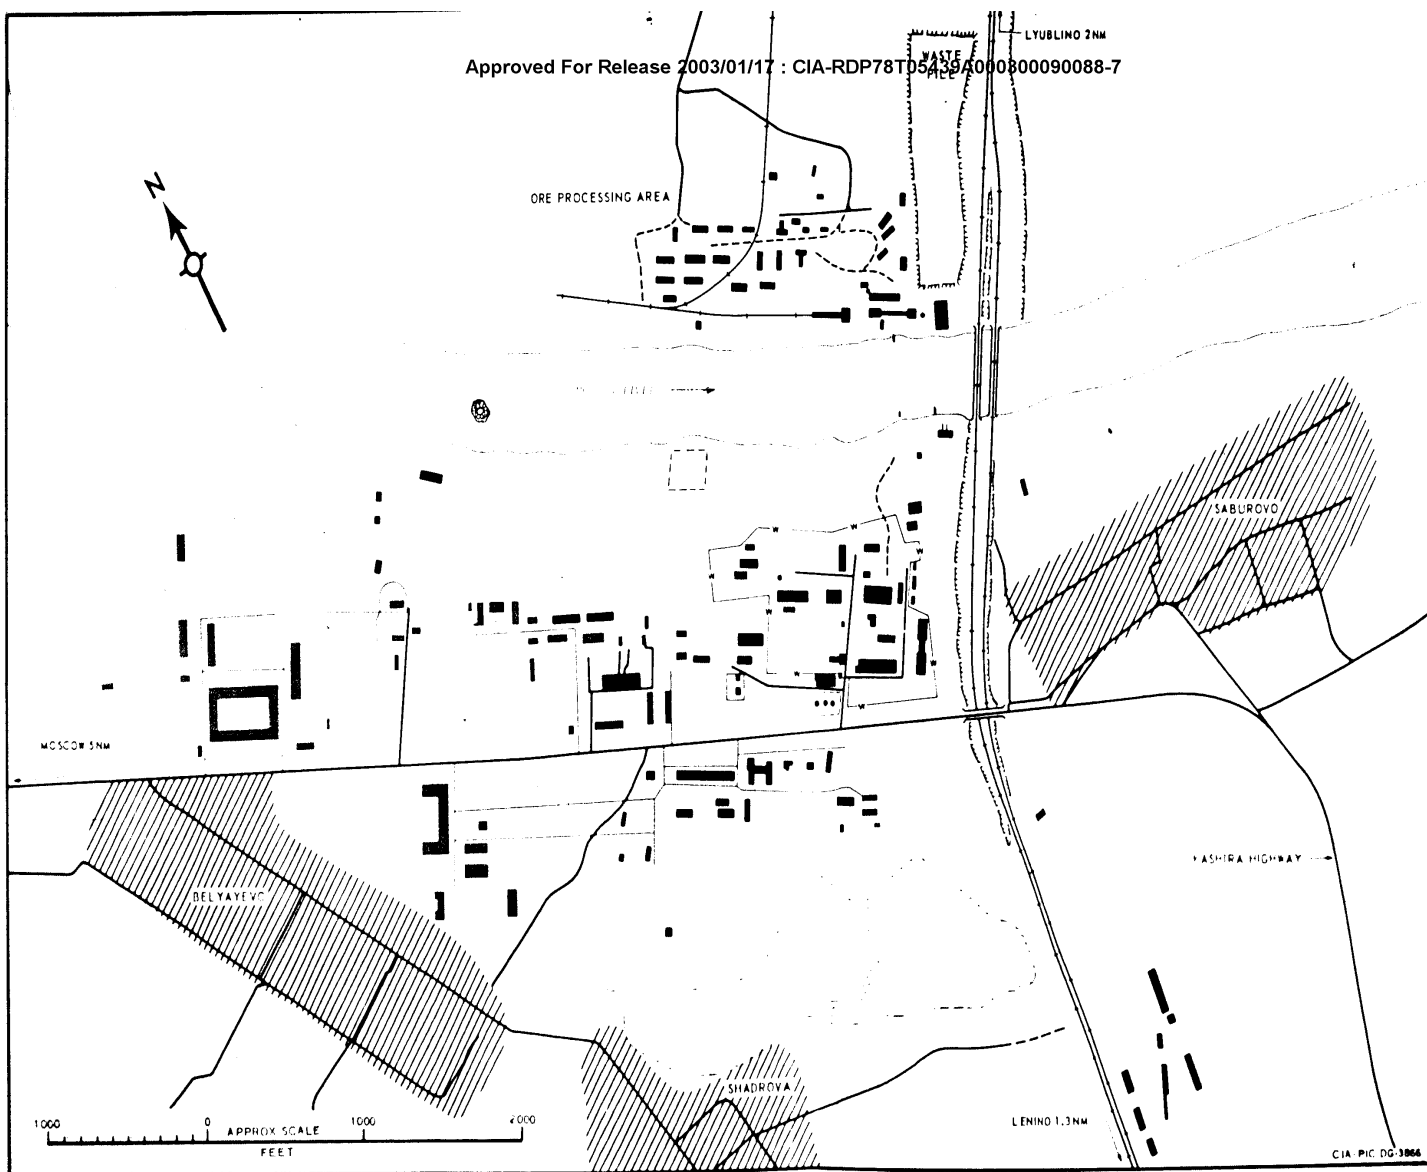 LYUBLINO 2NM
WASTE
PILE
Approved For Release 2003/01/17 : CIA-RDP78T05439A000800090088-7
N
ORE PROCESSING AREA
SABUROVO
W
W
W
W
W
W
W
W
MOSCOW 5NM
KASHIRA HIGHWAY
BELYAYEVO
SHADROVA
1000 0 1000 2000
APPROX SCALE
FEET
LENINO 1.3NM
CIA-PIC DG-3866